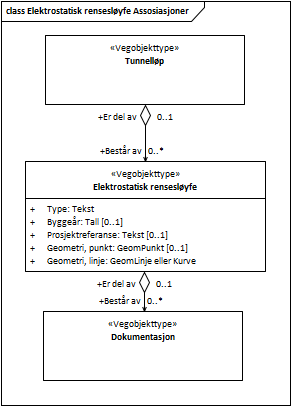 class Elektrostatisk rensesløyfe Assosiasjoner
«Vegobjekttype»
Tunnelløp
+Er del av 0..1
+Består av 0..*
«Vegobjekttype»
Elektrostatisk rensesløyfe
+ Type: Tekst
+ Byggeår: Tall [0..1]
+ Prosjektreferanse: Tekst [0..1]
+ Geometri, punkt: GeomPunkt [0..1]
+ Geometri, linje: GeomLinje eller Kurve
+Er del av 0..1
+Består av 0..*
«Vegobjekttype»
Dokumentasjon